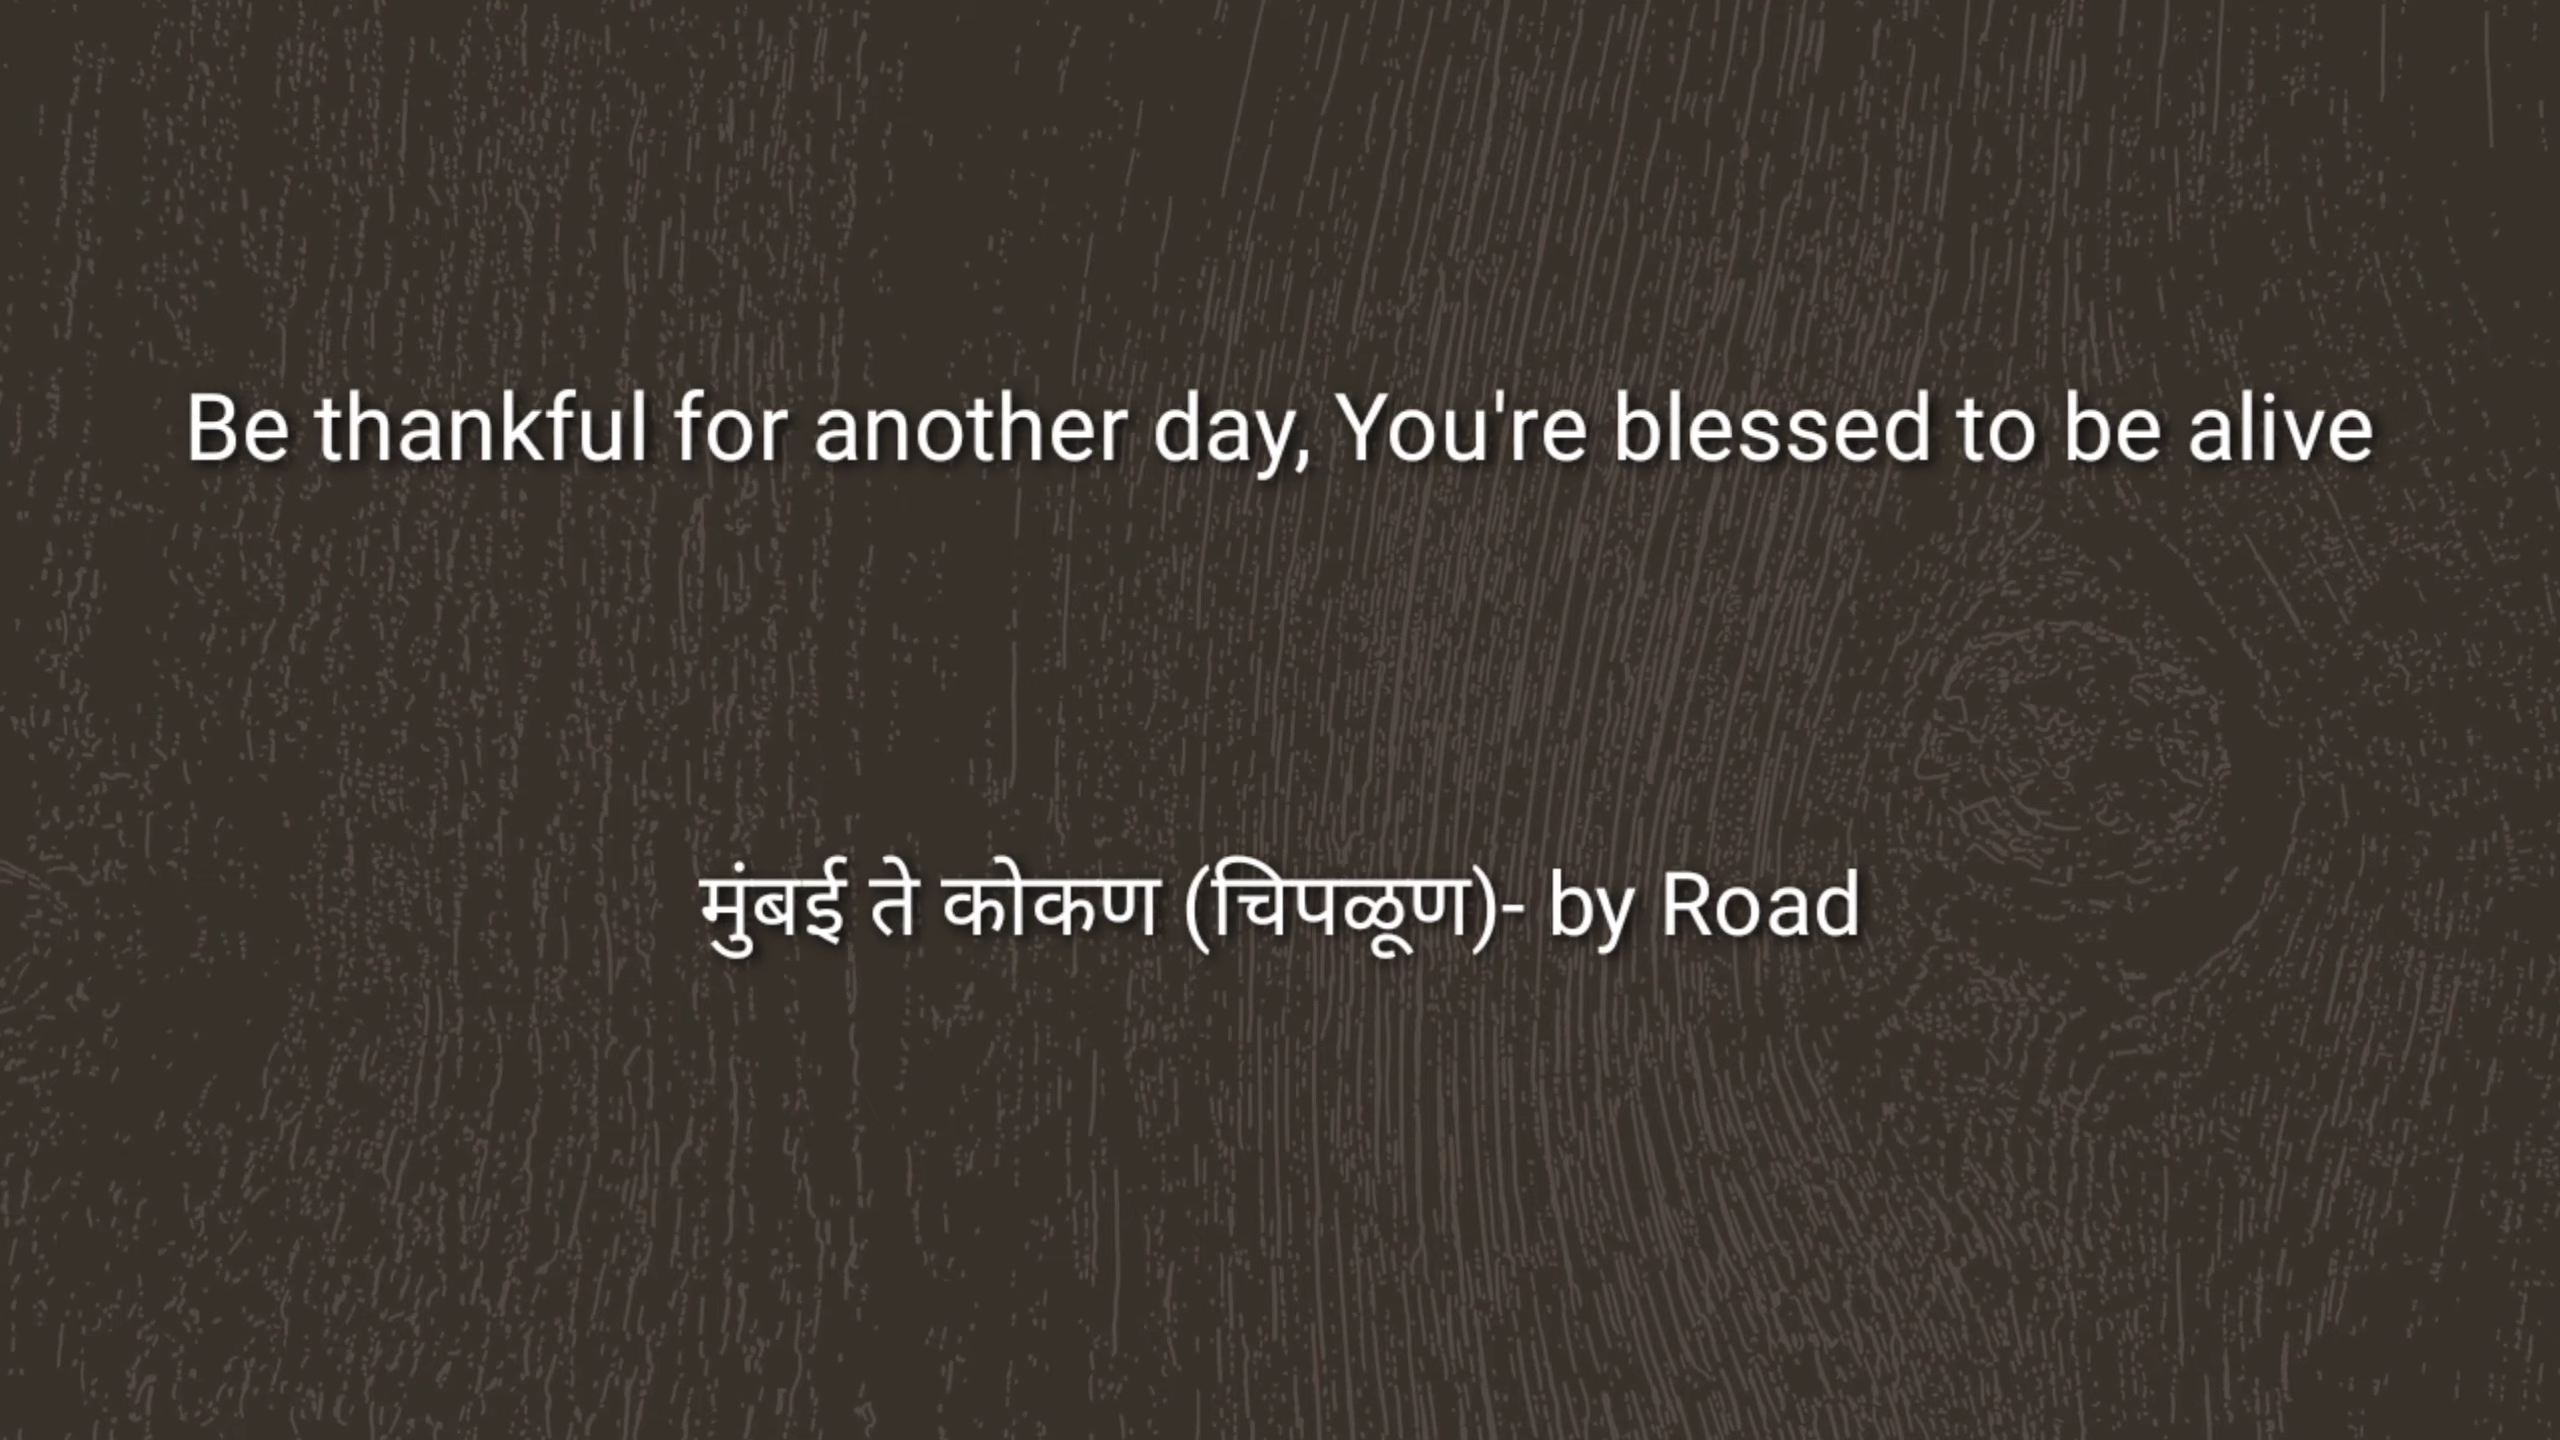 Be thankful for another day, You're blessed to be alive
मुंबई ते कोकण (चिपळूण)- by Road